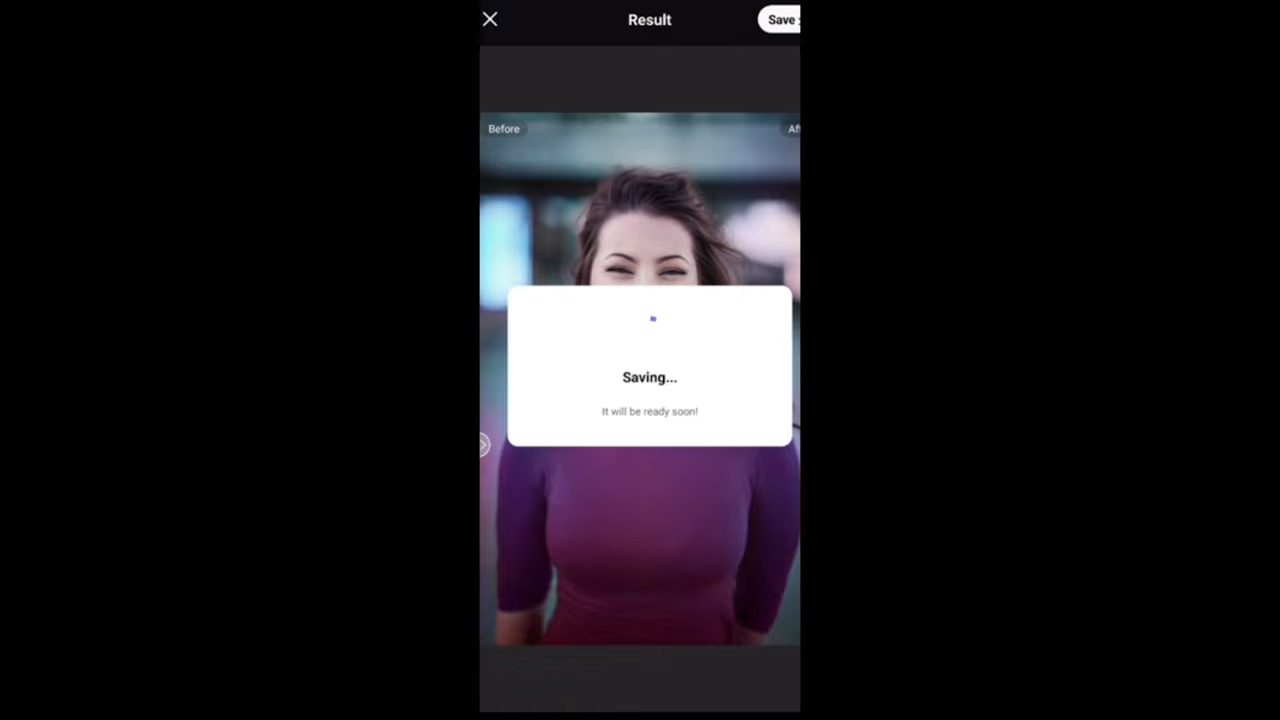 Result
Save
Before
Saving...
It will be ready soon!